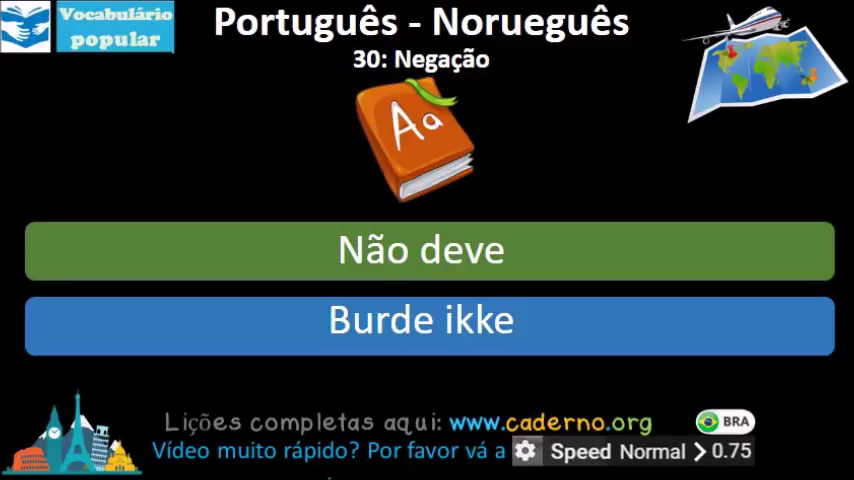 Vocabulário
popular
Português - Norueguês
30: Negação
Aa
Não deve
Burde ikke
Lições completas aqui: www.caderno.org
BRA
Vídeo muito rápido? Por favor vá a Speed Normal > 0.75